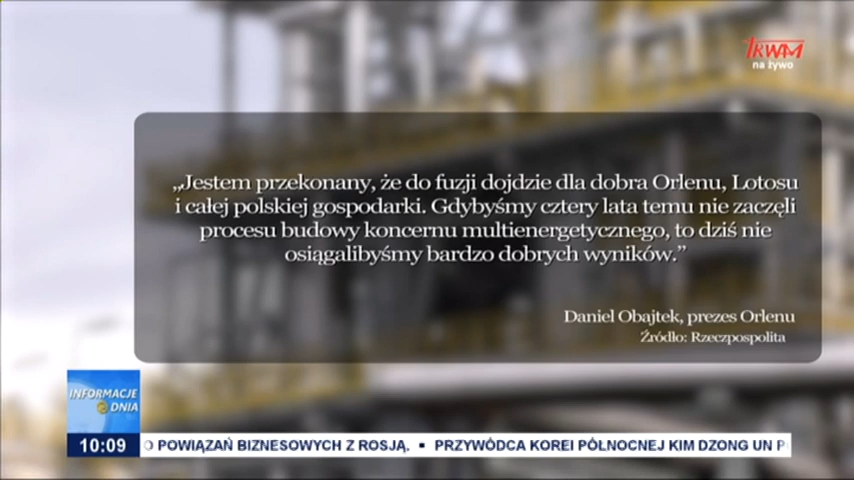 TRWAM
na żywo
„Jestem przekonany, że do fuzji dojdzie dla dobra Orlenu, Lotosu
i całej polskiej gospodarki. Gdybyśmy cztery lata temu nie zaczęli
procesu budowy koncernu multienergetycznego, to dziś nie
osiągalibyśmy bardzo dobrych wyników.”
Daniel Obajtek, prezes Orlenu
Źródło: Rzeczpospolita
INFORMACJE
DNIA
10:09
O POWIĄZAŃ BIZNESOWYCH Z ROSJĄ. ▪ PRZYWÓDCA KOREI PÓŁNOCNEJ KIM DZONG UN P